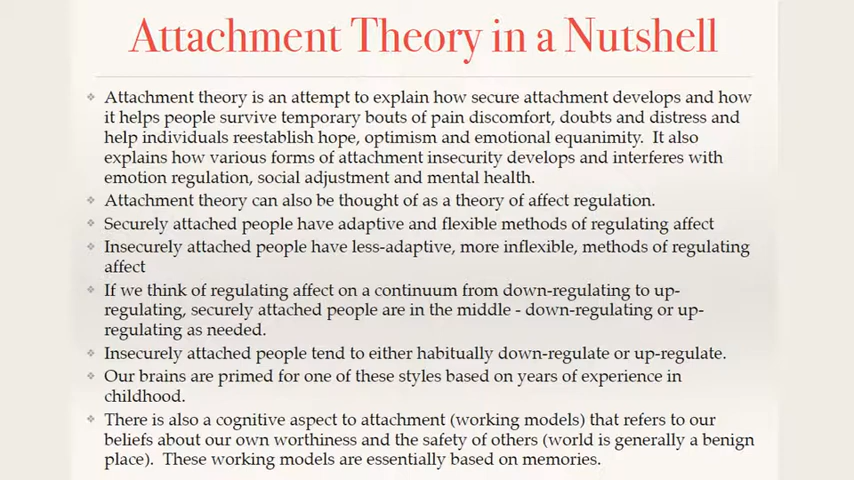 Attachment Theory in a Nutshell
Attachment theory is an attempt to explain how secure attachment develops and how
it helps people survive temporary bouts of pain discomfort, doubts and distress and
help individuals reestablish hope, optimism and emotional equanimity.  It also
explains how various forms of attachment insecurity develops and interferes with
emotion regulation, social adjustment and mental health.
Attachment theory can also be thought of as a theory of affect regulation.
Securely attached people have adaptive and flexible methods of regulating affect
Insecurely attached people have less-adaptive, more inflexible, methods of regulating
affect
If we think of regulating affect on a continuum from down-regulating to up-
regulating, securely attached people are in the middle - down-regulating or up-
regulating as needed.
Insecurely attached people tend to either habitually down-regulate or up-regulate.
Our brains are primed for one of these styles based on years of experience in
childhood.
There is also a cognitive aspect to attachment (working models) that refers to our
beliefs about our own worthiness and the safety of others (world is generally a benign
place).  These working models are essentially based on memories.